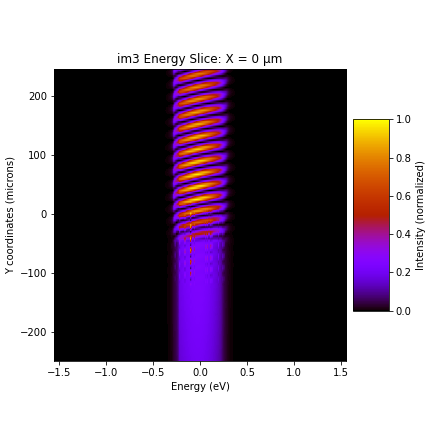 im3 Energy Slice: X = 0 μm
200
100
0
−100
−200
Y coordinates (microns)
−1.5 −1.0 −0.5 0.0 0.5 1.0 1.5
Energy (eV)
1.0
0.8
0.6
0.4
0.2
0.0
Intensity (normalized)